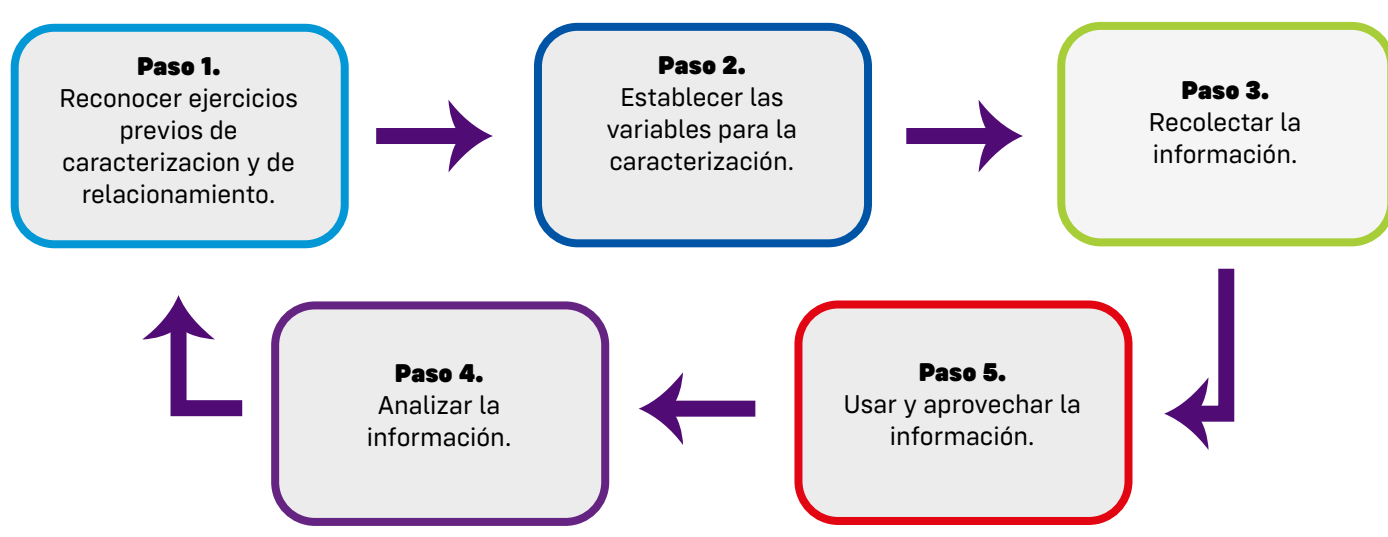 Paso 1.
Reconocer ejercicios
previos de
caracterizacion y de
relacionamiento.
Paso 2.
Establecer las
variables para la
caracterización.
Paso 3.
Recolectar la
información.
Paso 4.
Analizar la
información.
Paso 5.
Usar y aprovechar la
información.